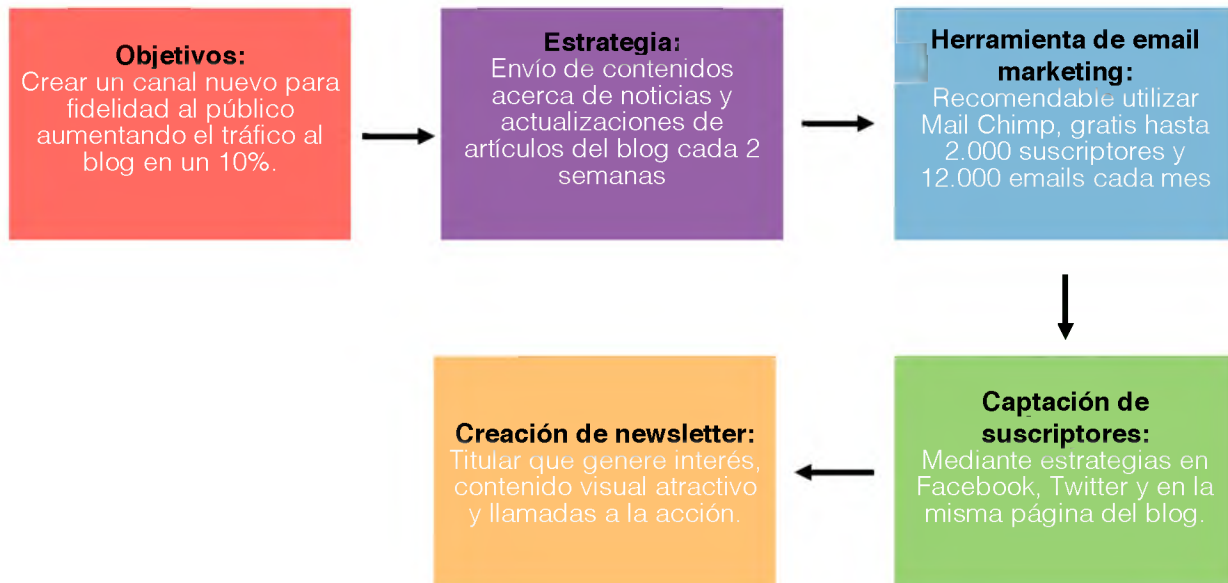 Objetivos:
Crear un canal nuevo para
fidelidad al público
aumentando el tráfico al
blog en un 10%.
Estrategia:
Envío de contenidos
acerca de noticias y
actualizaciones de
artículos del blog cada 2
semanas
Herramienta de email
marketing:
Recomendable utilizar
Mail Chimp, gratis hasta
2.000 suscriptores y
12.000 emails cada mes
Captación de
suscriptores:
Mediante estrategias en
Facebook, Twitter y en la
misma página del blog.
Creación de newsletter:
Titular que genere interés,
contenido visual atractivo
y llamadas a la acción.